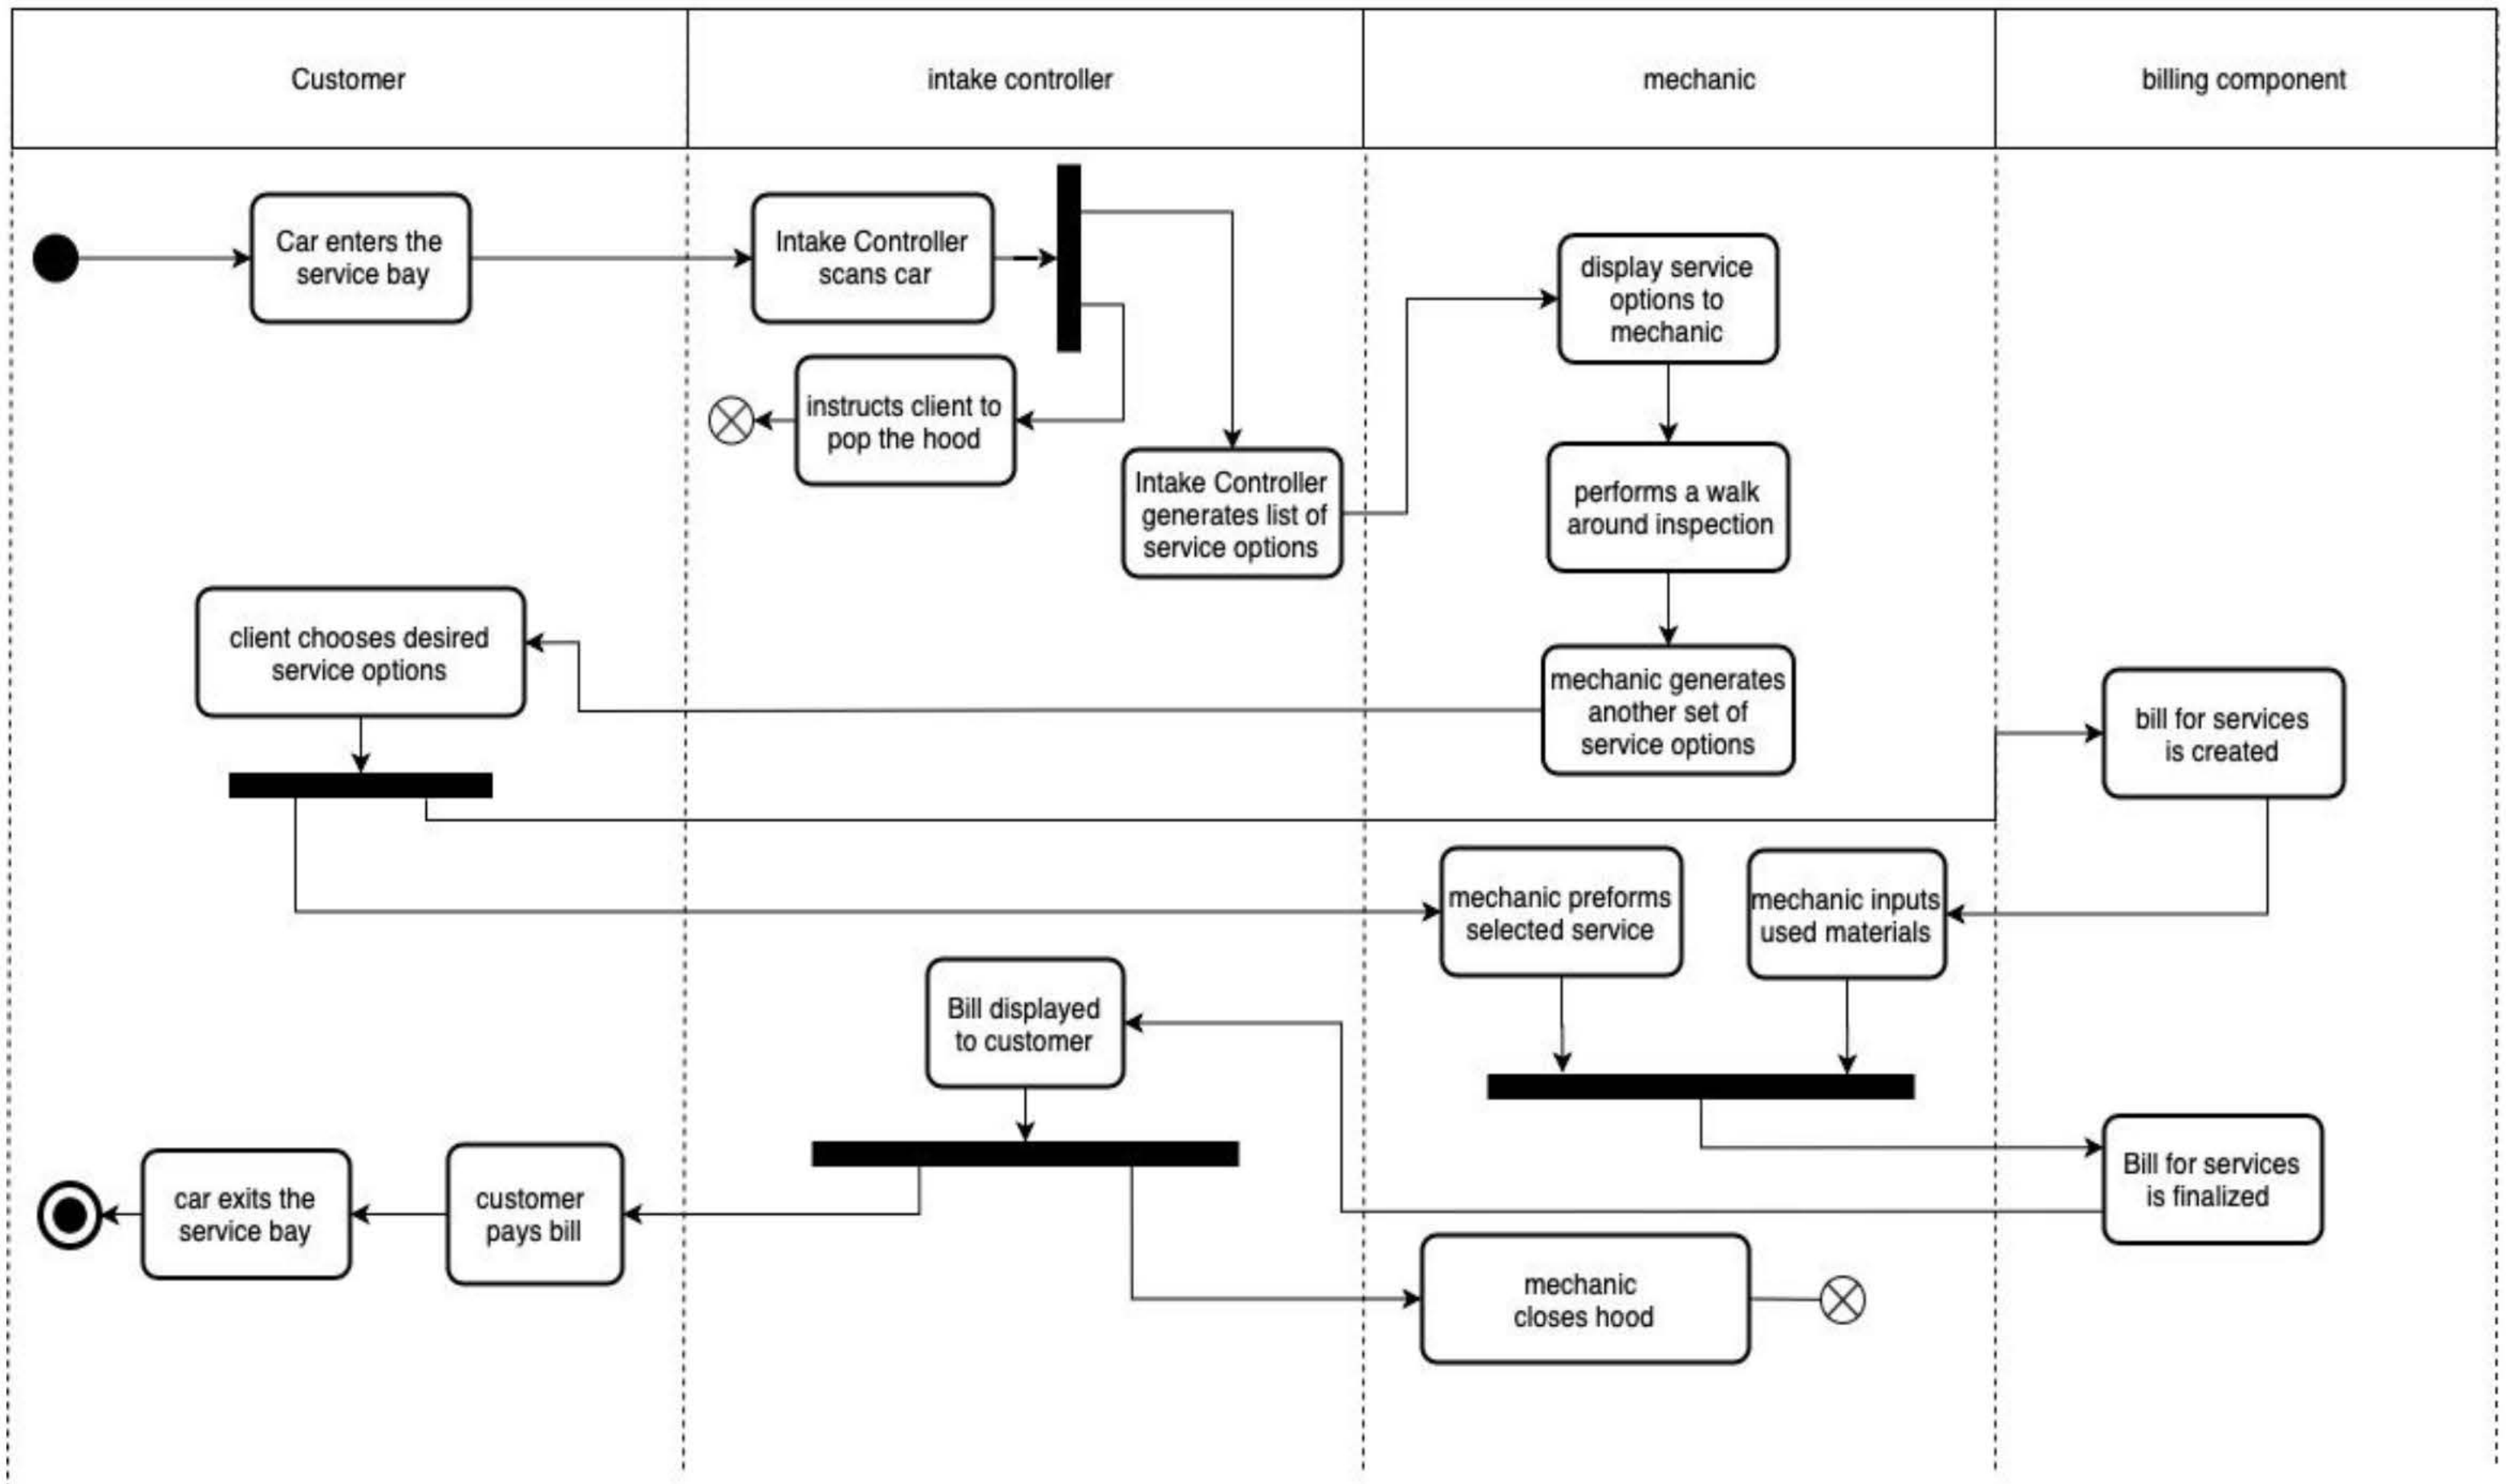 Customer
intake controller
mechanic
billing component
Car enters the
service bay
Intake Controller
scans car
display service
options to
mechanic
instructs client to
pop the hood
Intake Controller
generates list of
service options
performs a walk
around inspection
client chooses desired
service options
mechanic generates
another set of
service options
bill for services
is created
mechanic preforms
selected service
mechanic inputs
used materials
Bill displayed
to customer
Bill for services
is finalized
car exits the
service bay
customer
pays bill
mechanic
closes hood